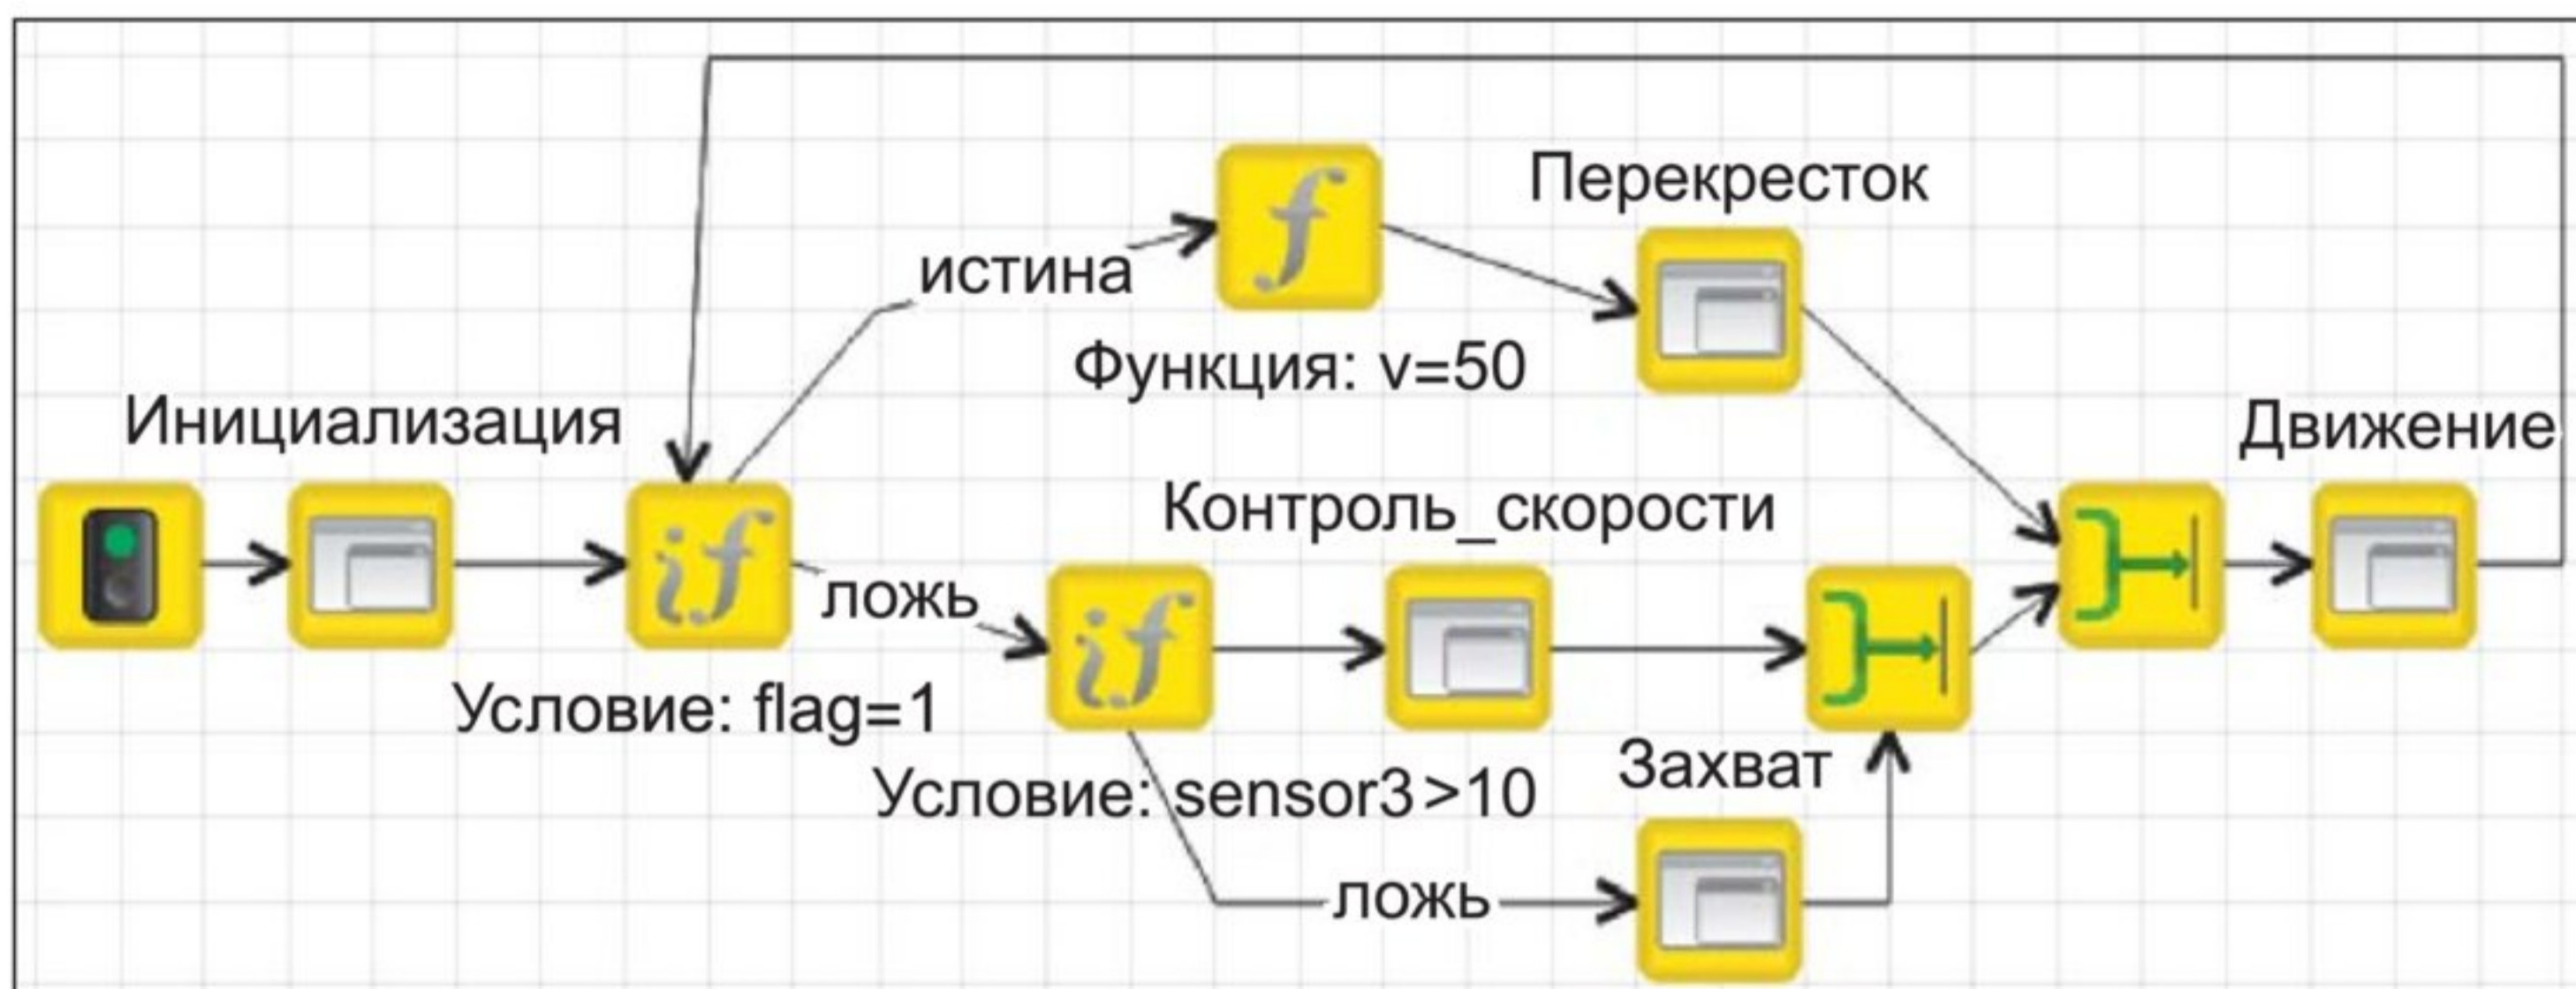 Перекресток
истина
Функция: v=50
Инициализация
Движение
Контроль_скорости
ложь
Условие: flag=1
Захват
Условие: sensor3>10
ложь